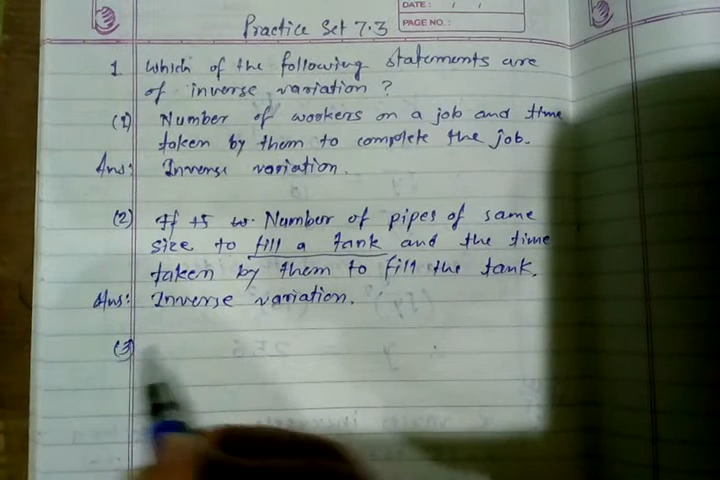 DATE: / /
PAGE NO.:
Practice Set 7.3
1 Which of the following statements are
of inverse variation ?
(1) Number of workers on a job and time
taken by them to complete the job.
Ans: Inverse variation.
(2) If 15 wo. Number of pipes of same
size to fill a tank and the time
taken by them to fill the tank.
Ans: Inverse variation.
(3)